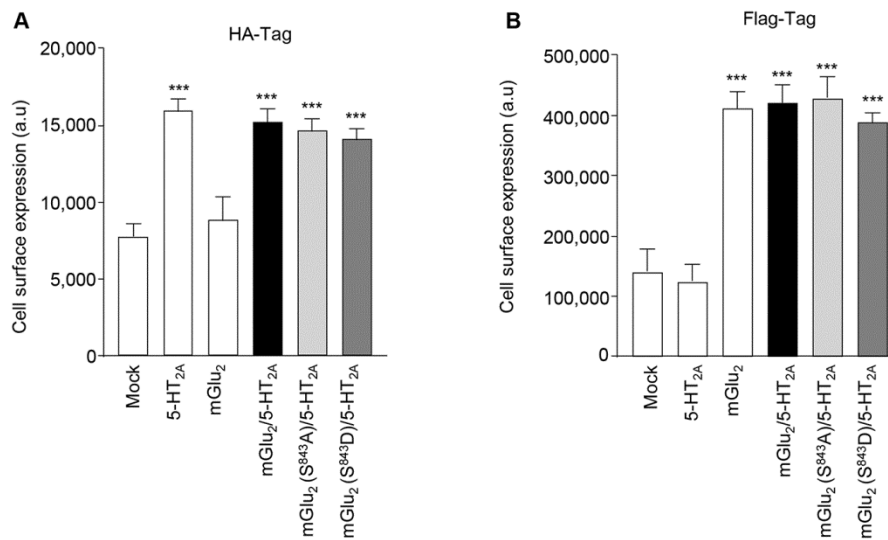 A
HA-Tag
Cell surface expression (a.u)
20,000
15,000
10,000
5,000
0
***
***
***
***
Mock
5-HT2A
mGlu2
mGlu2/5-HT2A
mGlu2 (S843A)/5-HT2A
mGlu2 (S843D)/5-HT2A
B
Flag-Tag
Cell surface expression (a.u)
500,000
400,000
300,000
200,000
100,000
0
***
***
***
***
Mock
5-HT2A
mGlu2
mGlu2/5-HT2A
mGlu2 (S843A)/5-HT2A
mGlu2 (S843D)/5-HT2A